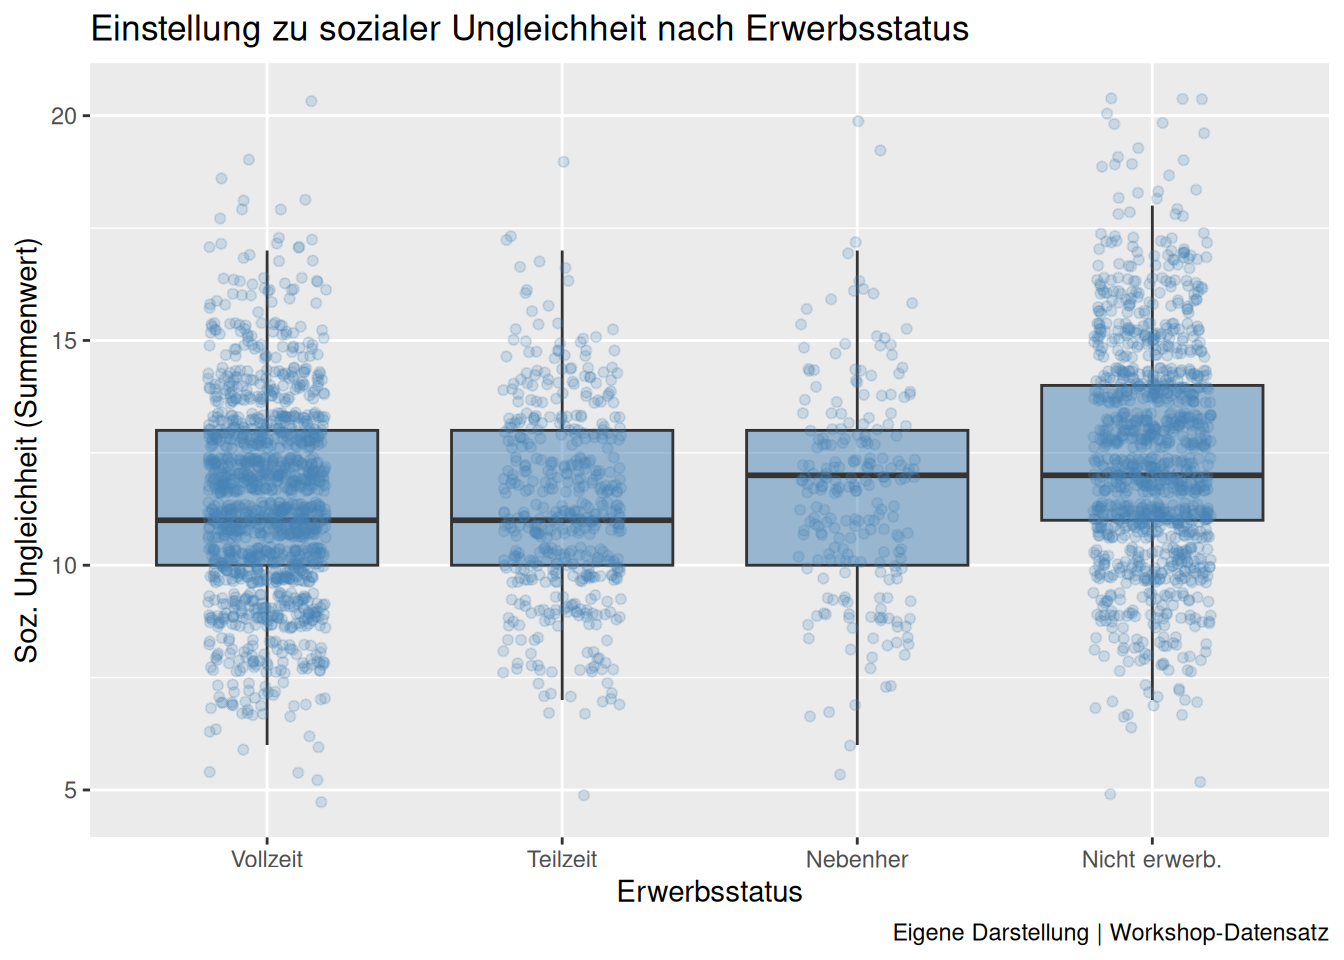 Einstellung zu sozialer Ungleichheit nach Erwerbsstatus
Soz. Ungleichheit (Summenwert)
20
15
10
5
Vollzeit
Teilzeit
Nebenher
Nicht erwerb.
Erwerbsstatus
Eigene Darstellung | Workshop-Datensatz